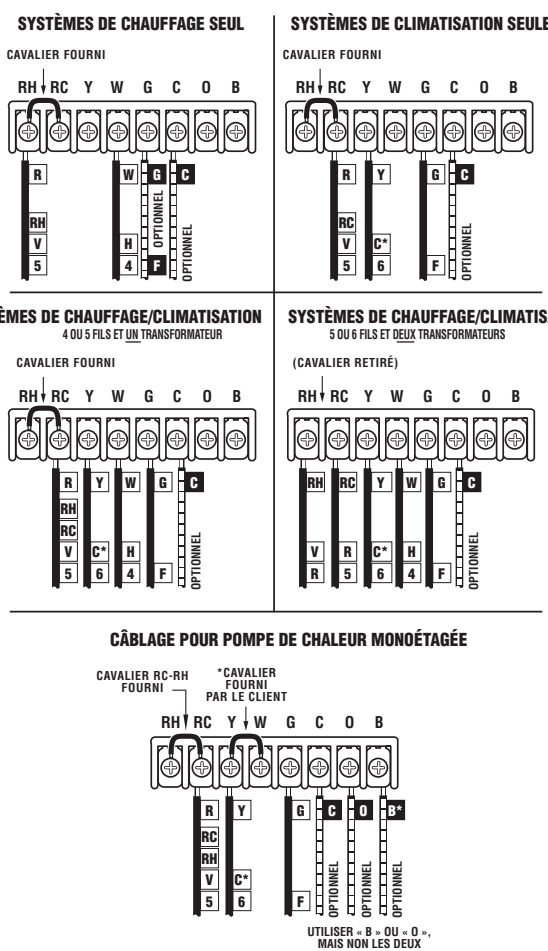 SYSTÈMES DE CHAUFFAGE SEUL
CAVALIER FOURNI
RH RC Y W G C O B
R W G C
OPTIONNEL
RH
V H
5 4 F
OPTIONNEL
SYSTÈMES DE CLIMATISATION SEULE
CAVALIER FOURNI
RH RC Y W G C O B
R Y G C
RC
V C*
5 6 F
OPTIONNEL
ÈMES DE CHAUFFAGE/CLIMATISATION
4 OU 5 FILS ET UN TRANSFORMATEUR
CAVALIER FOURNI
RH RC Y W G C O B
R Y W G C
RH
RC
V C* H
5 6 4 F
OPTIONNEL
SYSTÈMES DE CHAUFFAGE/CLIMATISA
5 OU 6 FILS ET DEUX TRANSFORMATEURS
(CAVALIER RETIRÉ)
RH RC Y W G C O B
RH RC Y W G C
V R C* H
R 5 6 4 F
OPTIONNEL
CÂBLAGE POUR POMPE DE CHALEUR MONOÉTAGÉE
CAVALIER RC-RH
FOURNI
*CAVALIER
FOURNI
PAR LE CLIENT
RH RC Y W G C O B
R Y G C O B*
RC
RH
V C*
5 6 F
OPTIONNEL
OPTIONNEL
OPTIONNEL
UTILISER « B » OU « O »,
MAIS NON LES DEUX